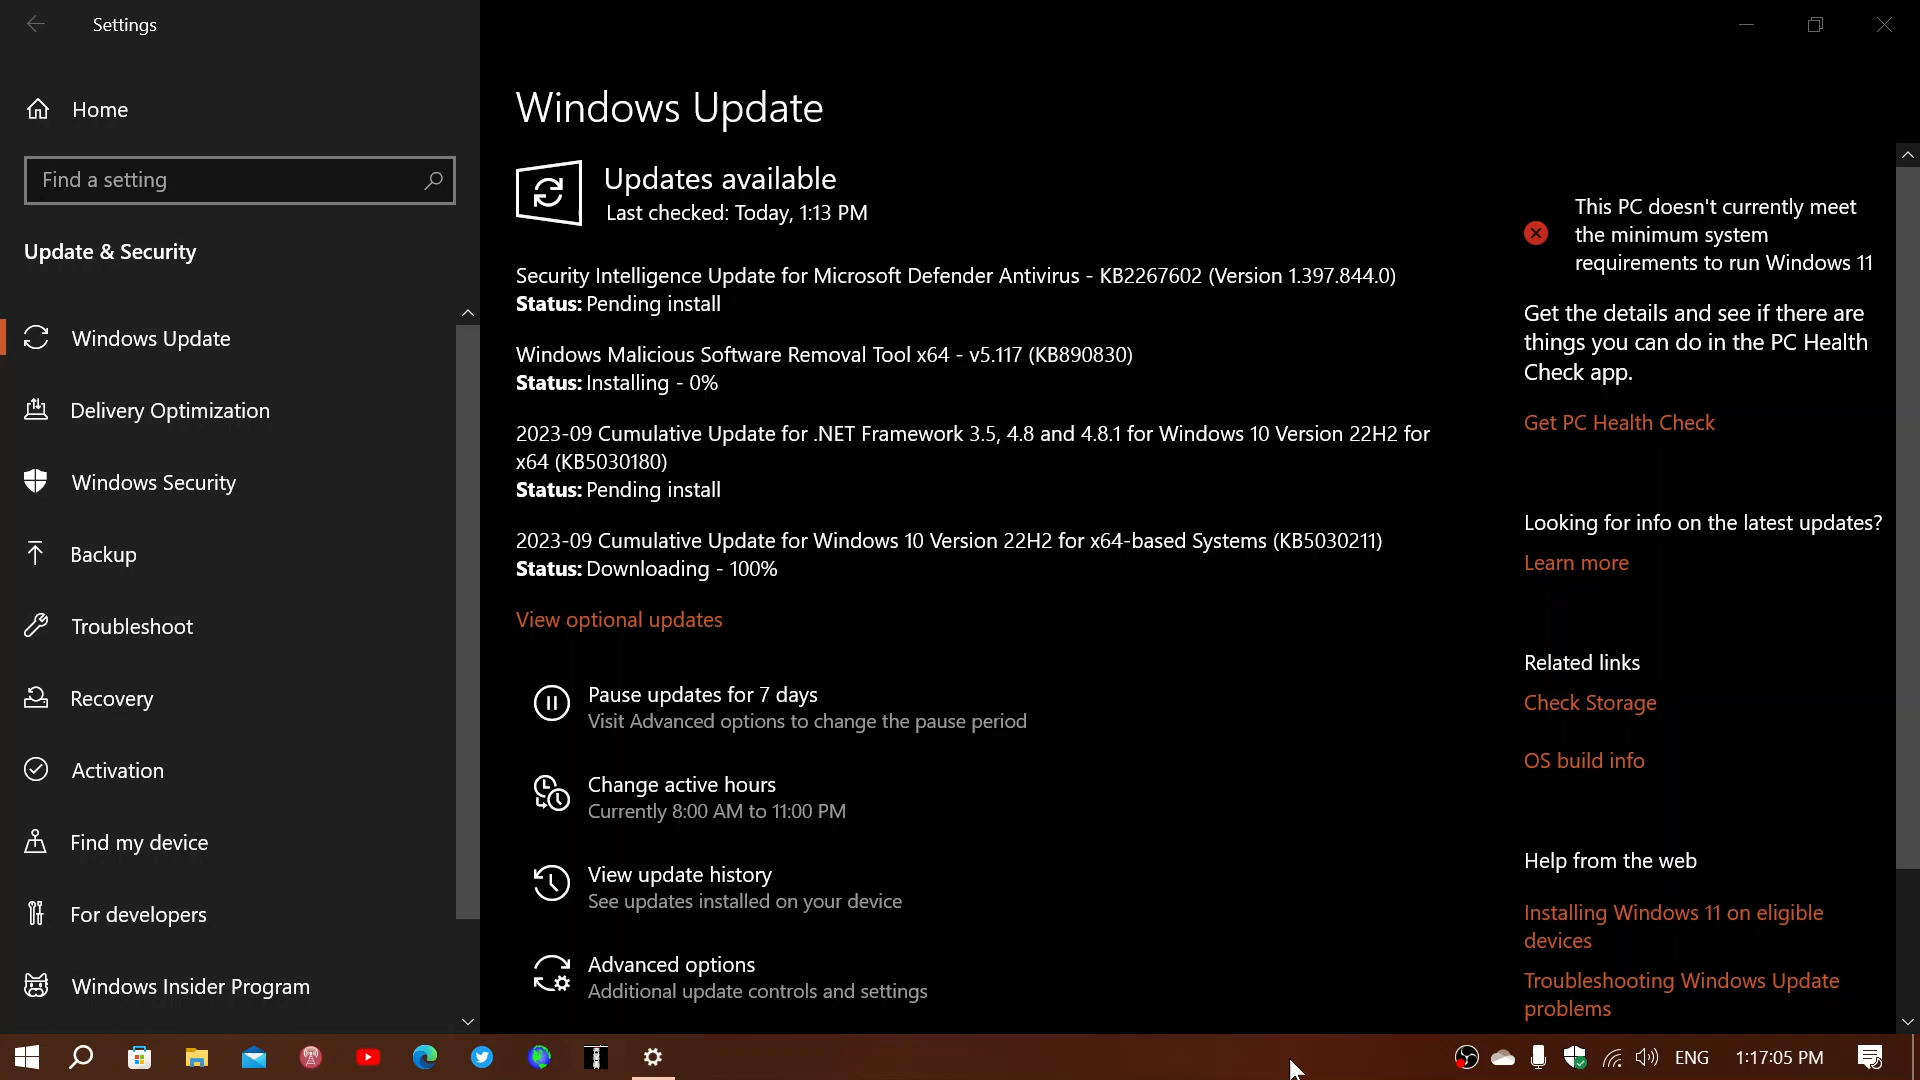 Settings
Home
Find a setting
Update & Security
Windows Update
Delivery Optimization
Windows Security
Backup
Troubleshoot
Recovery
Activation
Find my device
For developers
Windows Insider Program
Windows Update
Updates available
Last checked: Today, 1:13 PM
Security Intelligence Update for Microsoft Defender Antivirus - KB2267602 (Version 1.397.844.0)
Status: Pending install
Windows Malicious Software Removal Tool x64 - v5.117 (KB890830)
Status: Installing - 0%
2023-09 Cumulative Update for .NET Framework 3.5, 4.8 and 4.8.1 for Windows 10 Version 22H2 for
x64 (KB5030180)
Status: Pending install
2023-09 Cumulative Update for Windows 10 Version 22H2 for x64-based Systems (KB5030211)
Status: Downloading - 100%
View optional updates
Pause updates for 7 days
Visit Advanced options to change the pause period
Change active hours
Currently 8:00 AM to 11:00 PM
View update history
See updates installed on your device
Advanced options
Additional update controls and settings
This PC doesn't currently meet
the minimum system
requirements to run Windows 11
Get the details and see if there are
things you can do in the PC Health
Check app.
Get PC Health Check
Looking for info on the latest updates?
Learn more
Related links
Check Storage
OS build info
Help from the web
Installing Windows 11 on eligible
devices
Troubleshooting Windows Update
problems
ENG
1:17:05 PM